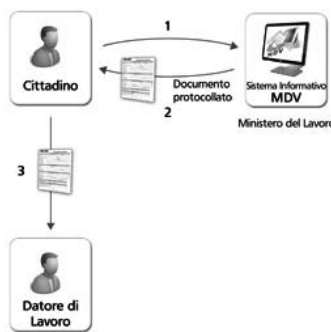 1
Cittadino
Documento
protocollato
2
Sistema Informativo
MDV
Ministero del Lavoro
3
Datore di
Lavoro